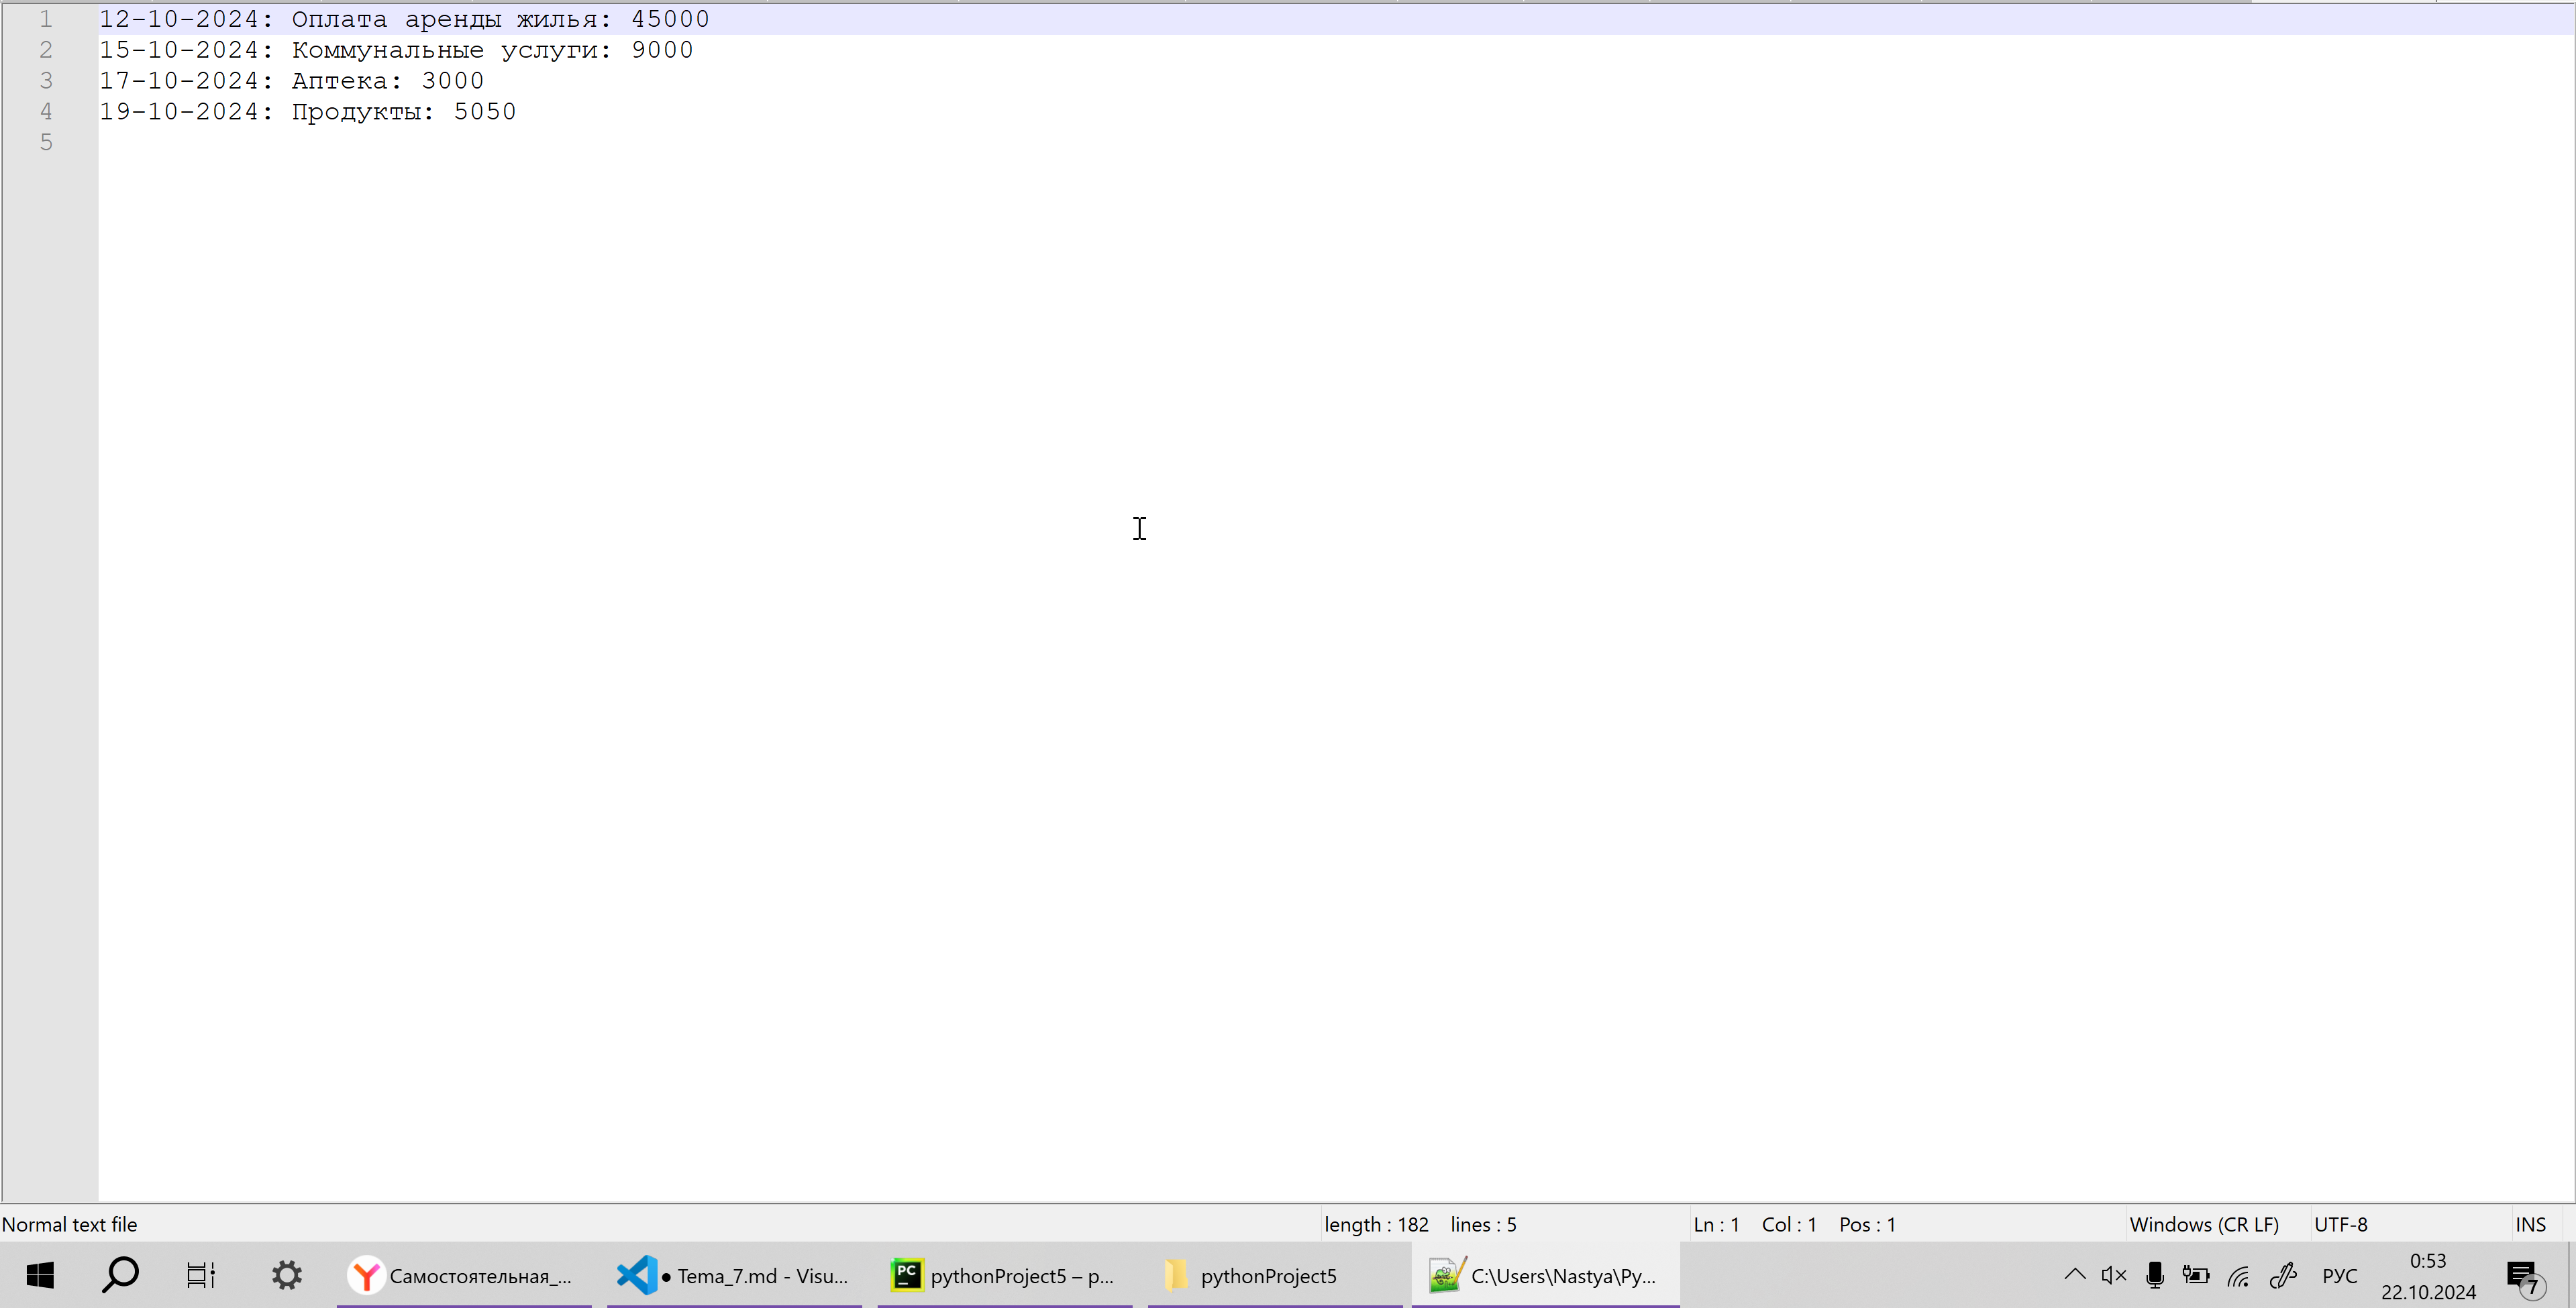 1 12-10-2024: Оплата аренды жилья: 45000
2 15-10-2024: Коммунальные услуги: 9000
3 17-10-2024: Аптека: 3000
4 19-10-2024: Продукты: 5050
5
Normal text file length : 182 lines : 5 Ln : 1 Col : 1 Pos : 1 Windows (CR LF) UTF-8 INS
Самостоятельная_... ● Tema_7.md - Visu... PC pythonProject5 – p... pythonProject5 C:\Users\Nastya\Py... РУС 0:53
22.10.2024 7